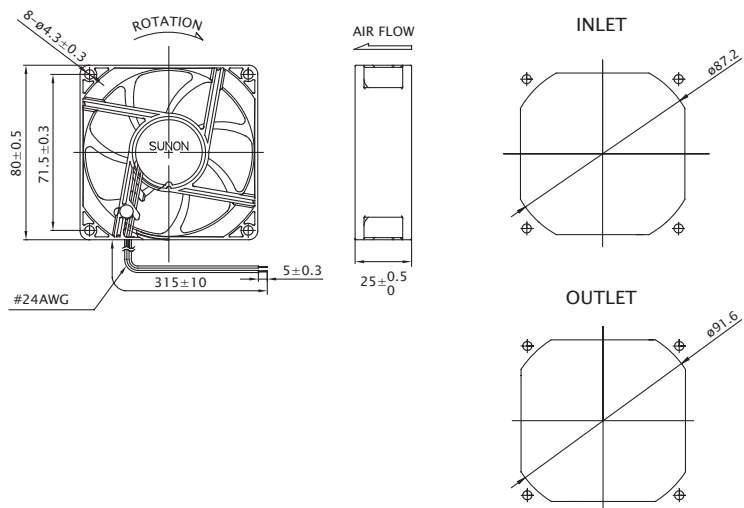 8-ø4.3±0.3
ROTATION
AIR FLOW
INLET
ø87.2
80±0.5
71.5±0.3
SUNON
5±0.3
315±10
#24AWG
25±0.5
0
OUTLET
ø91.6